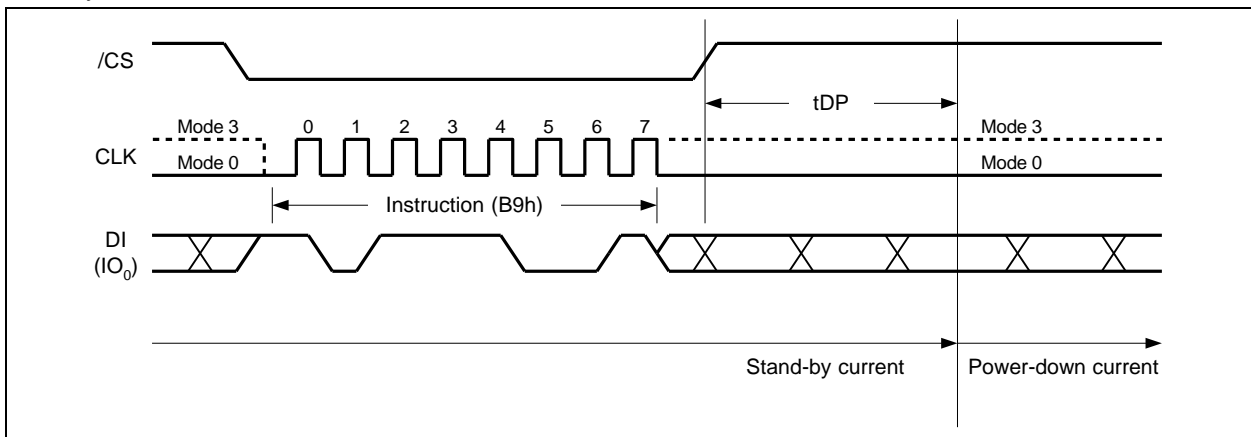 /CS
tDP
Mode 3 0 1 2 3 4 5 6 7 Mode 3
CLK
Mode 0 Mode 0
Instruction (B9h)
DI
(IO₀)
Stand-by current Power-down current